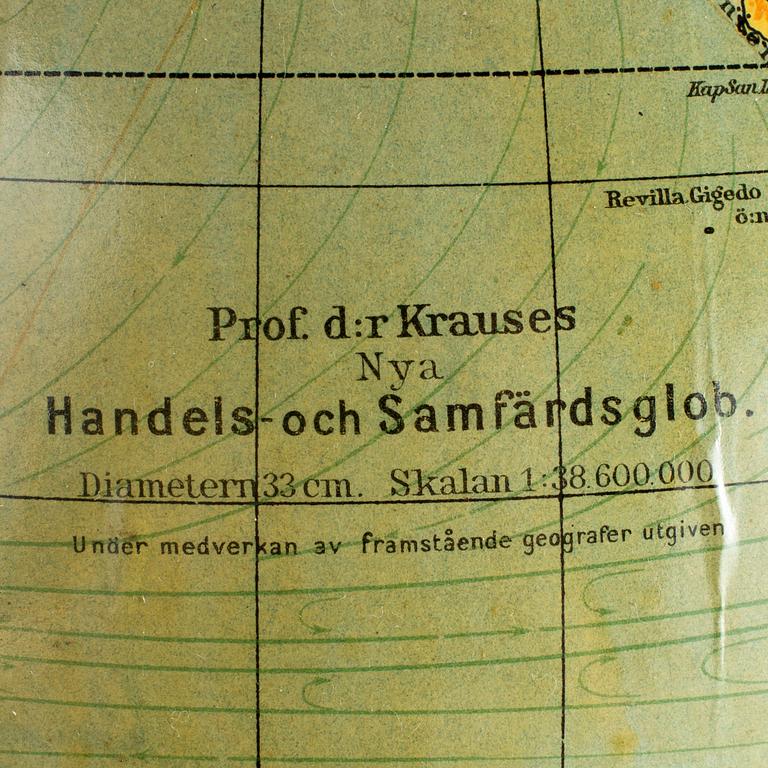 Kap San L
Revilla Gigedo
ö:n
Prof. d:r Krauses
Nya
Handels- och Samfärdsglob.
Diametern 33 cm. Skalan 1:38.600.000
Under medverkan av framstående geografer utgiven